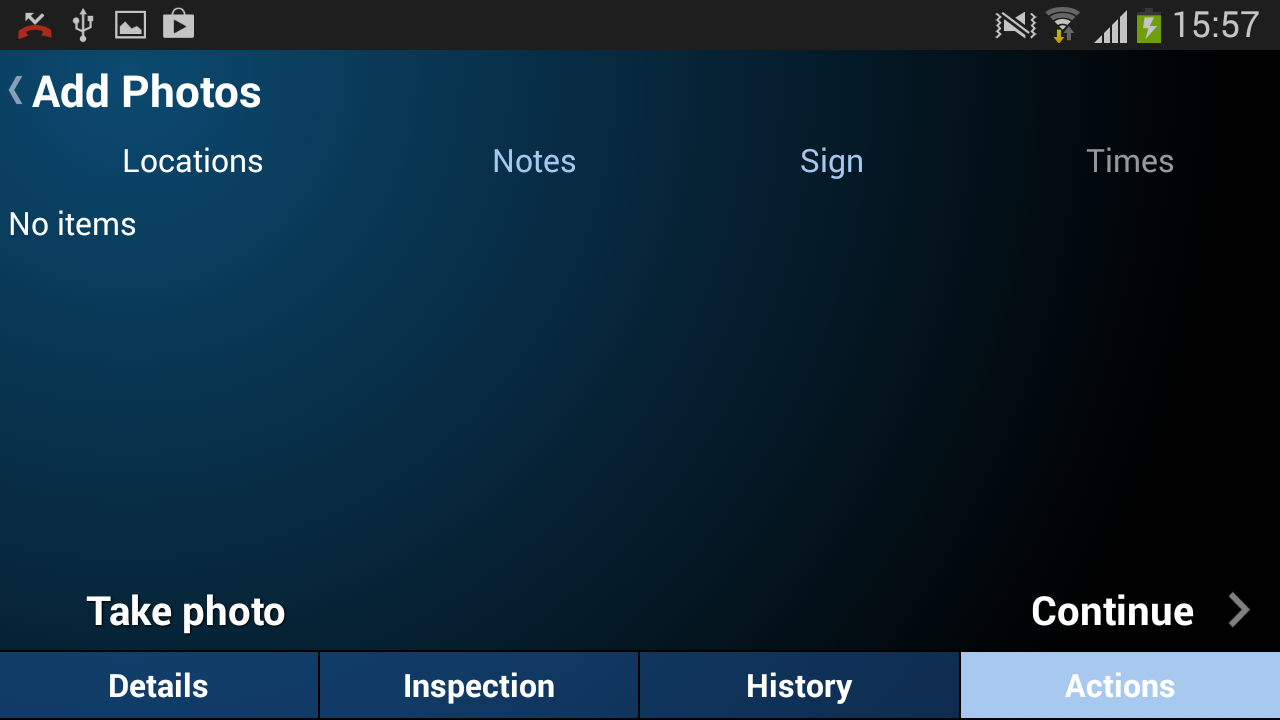 15:57
Add Photos
Locations Notes Sign Times
No items
Take photo Continue
Details Inspection History Actions